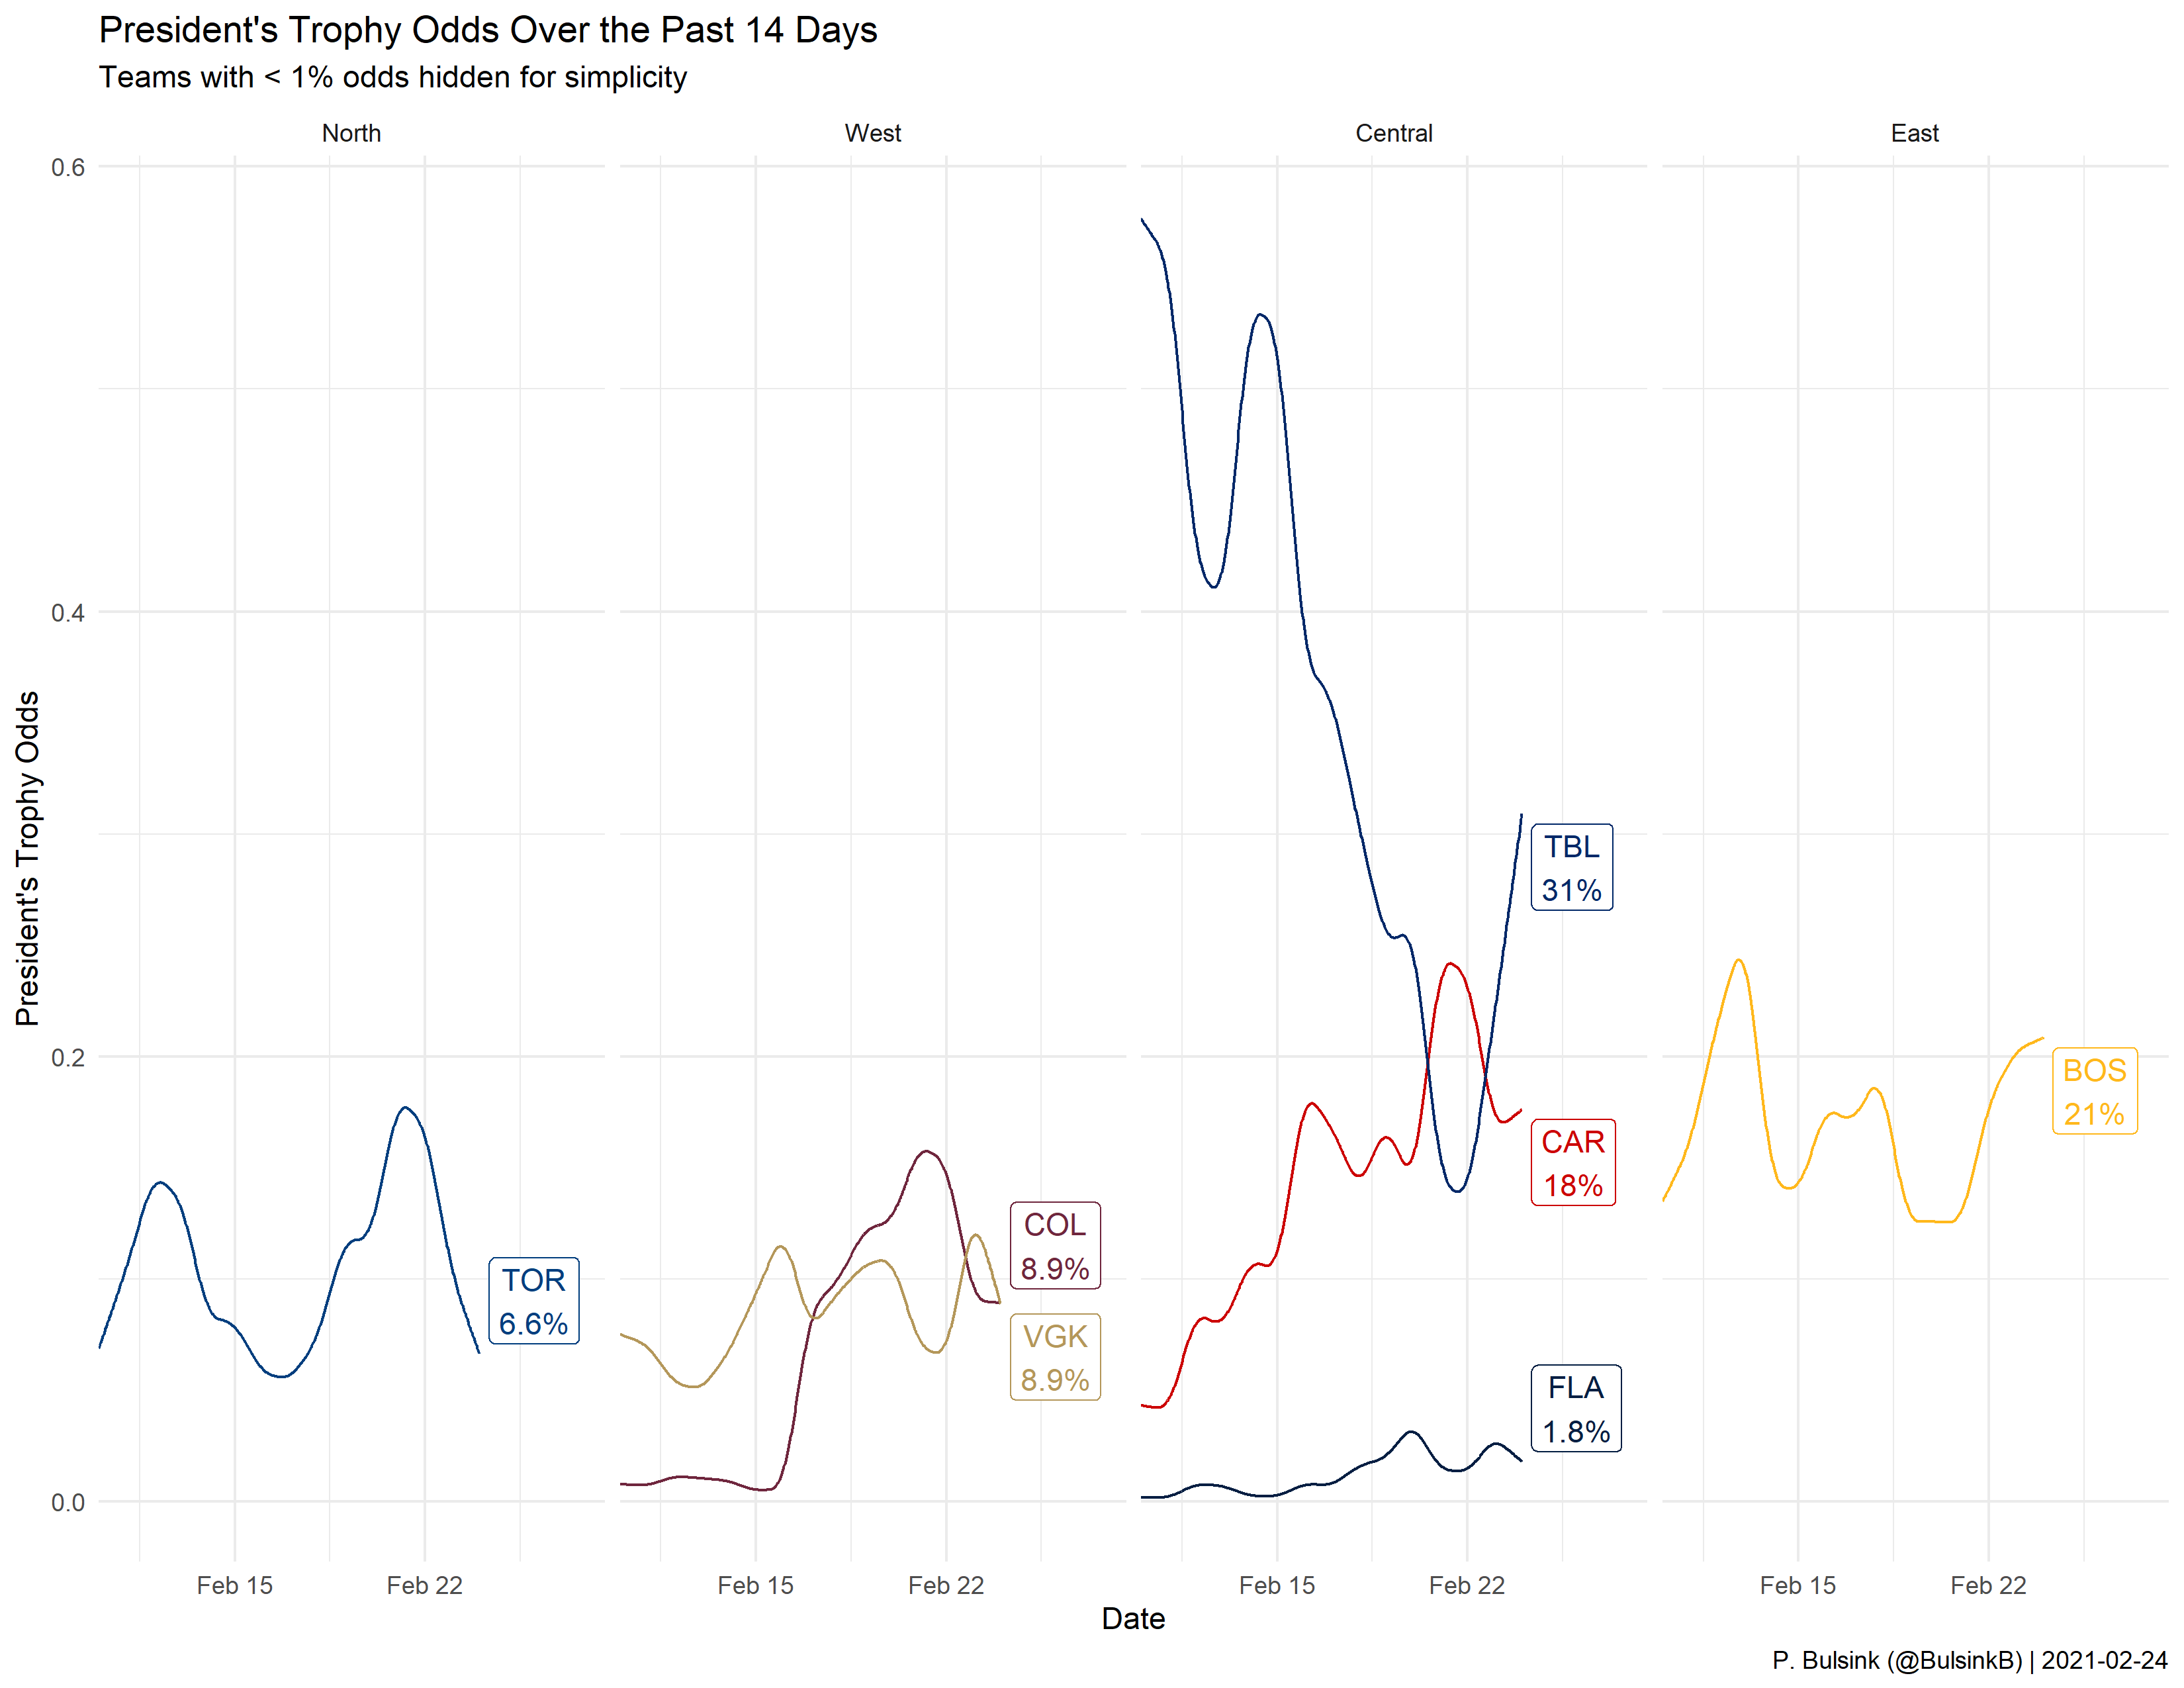 President's Trophy Odds Over the Past 14 Days
Teams with < 1% odds hidden for simplicity
North
West
Central
East
0.6
0.4
0.2
0.0
President's Trophy Odds
TOR
6.6%
COL
8.9%
VGK
8.9%
TBL
31%
CAR
18%
FLA
1.8%
BOS
21%
Feb 15
Feb 22
Feb 15
Feb 22
Feb 15
Feb 22
Feb 15
Feb 22
Date
P. Bulsink (@BulsinkB) | 2021-02-24